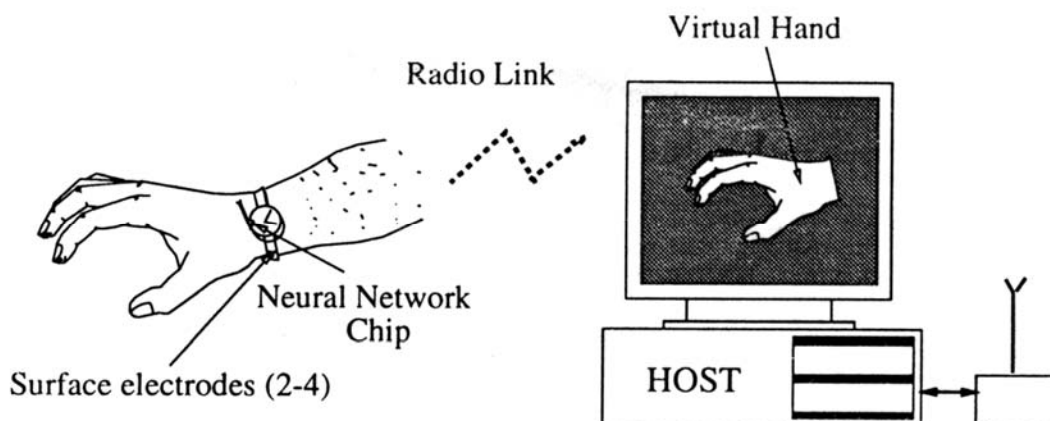 Virtual Hand
Radio Link
Neural Network
Chip
Surface electrodes (2-4)
HOST